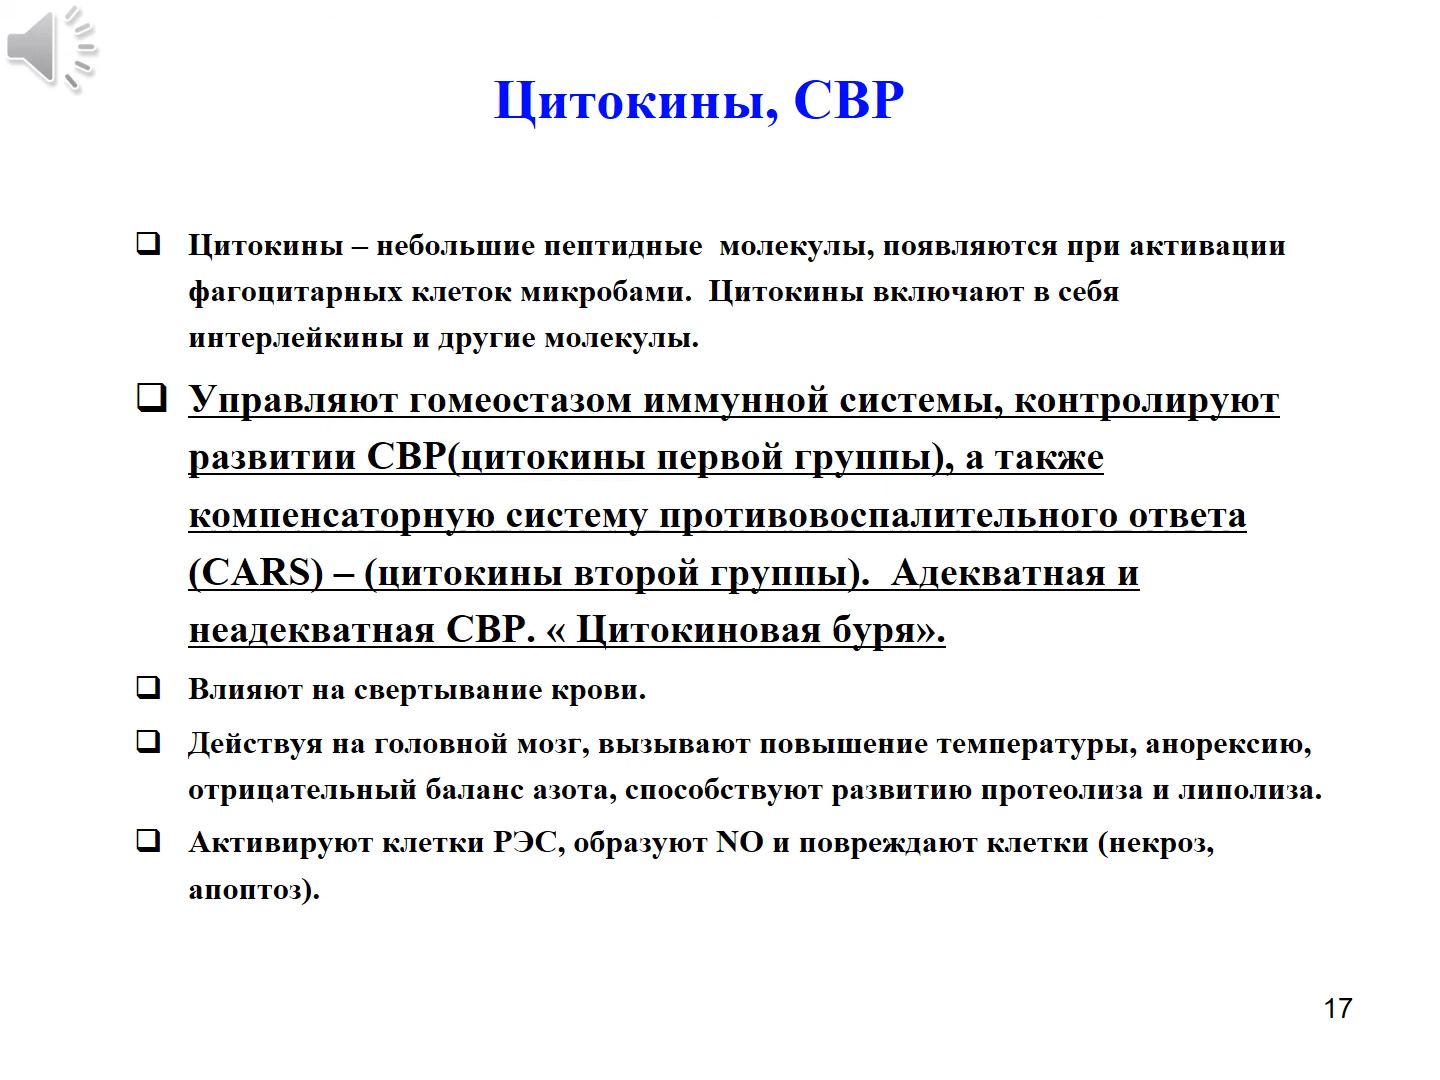 Цитокины, СВР
Цитокины – небольшие пептидные  молекулы, появляются при активации
фагоцитарных клеток микробами.  Цитокины включают в себя
интерлейкины и другие молекулы.
Управляют гомеостазом иммунной системы, контролируют
развитии СВР(цитокины первой группы), а также
компенсаторную систему противовоспалительного ответа
(CARS) – (цитокины второй группы).  Адекватная и
неадекватная СВР. « Цитокиновая буря».
Влияют на свертывание крови.
Действуя на головной мозг, вызывают повышение температуры, анорексию,
отрицательный баланс азота, способствуют развитию протеолиза и липолиза.
Активируют клетки РЭС, образуют NO и повреждают клетки (некроз,
апоптоз).
17